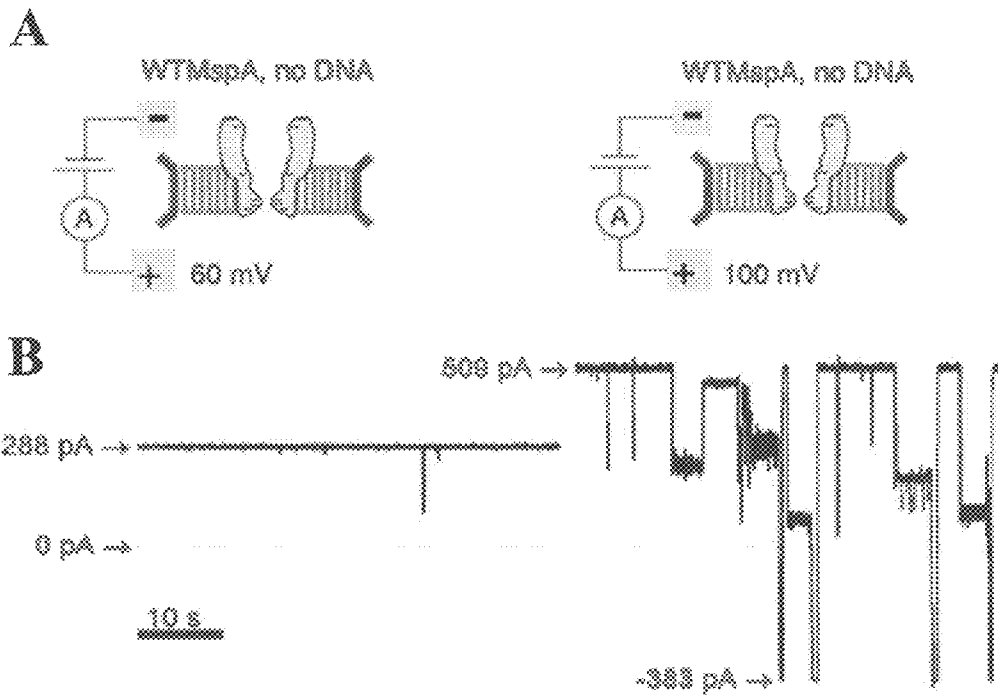 A
WTMspA, no DNA
WTMspA, no DNA
-
-
A
A
+
60 mV
+
100 mV
B
509 pA →
288 pA →
0 pA →
10 s
-383 pA →